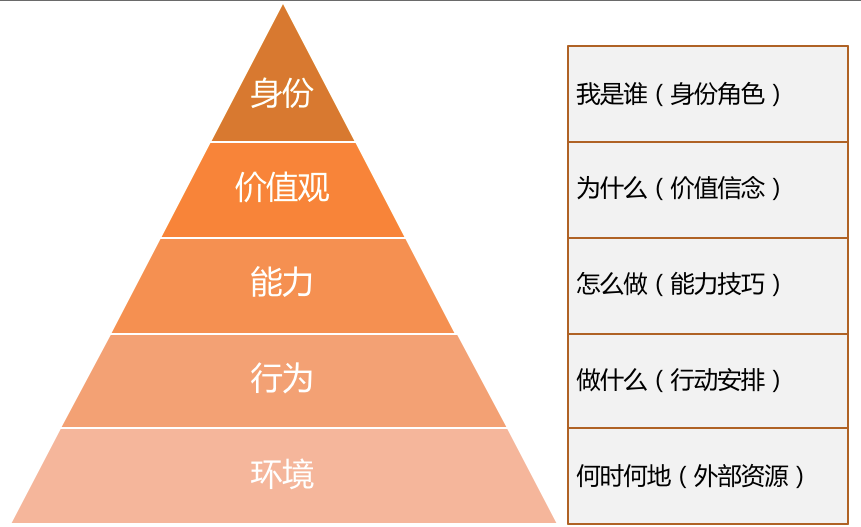 身份
我是谁（身份角色）
价值观
为什么（价值信念）
能力
怎么做（能力技巧）
行为
做什么（行动安排）
环境
何时何地（外部资源）